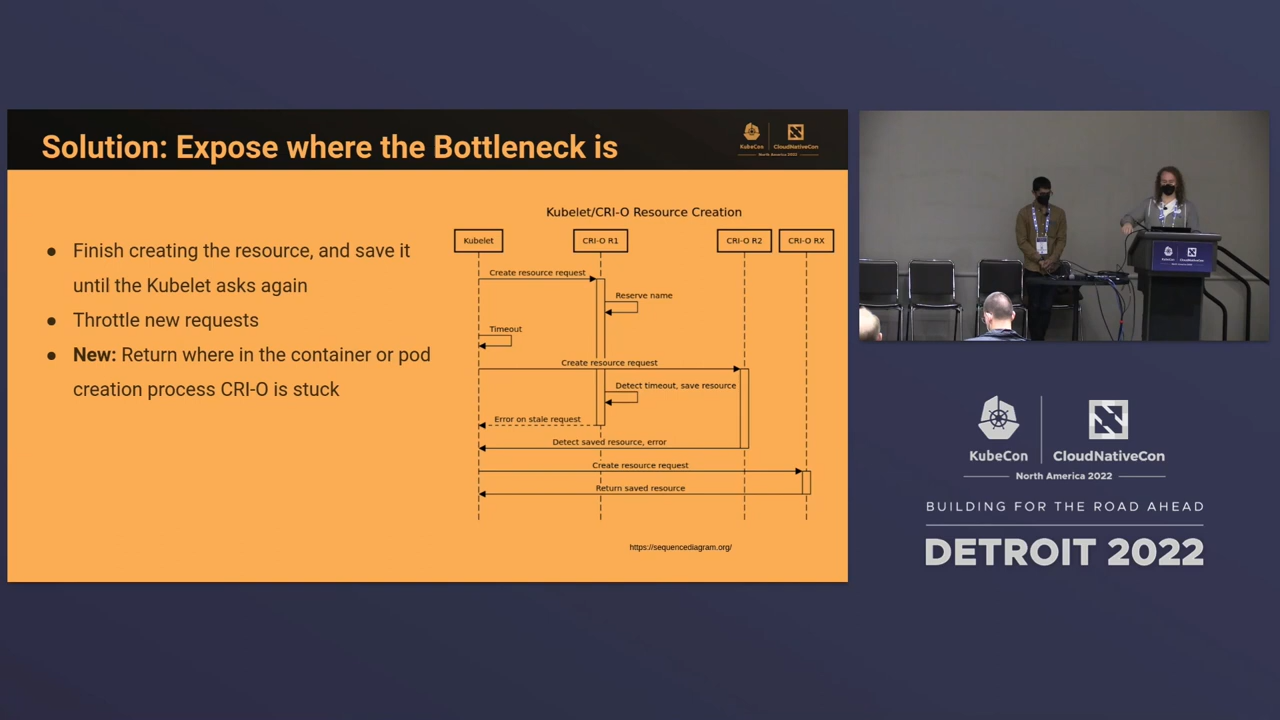 Solution: Expose where the Bottleneck is
KubeCon
CloudNativeCon
North America 2022
● Finish creating the resource, and save it
until the Kubelet asks again
● Throttle new requests
● New: Return where in the container or pod
creation process CRI-O is stuck
Kubelet/CRI-O Resource Creation
Kubelet
CRI-O R1
CRI-O R2
CRI-O RX
Create resource request
Reserve name
Timeout
Create resource request
Detect timeout, save resource
Error on stale request
Detect saved resource, error
Create resource request
Return saved resource
https://sequencediagram.org/
KubeCon
CloudNativeCon
North America 2022
BUILDING FOR THE ROAD AHEAD
DETROIT 2022